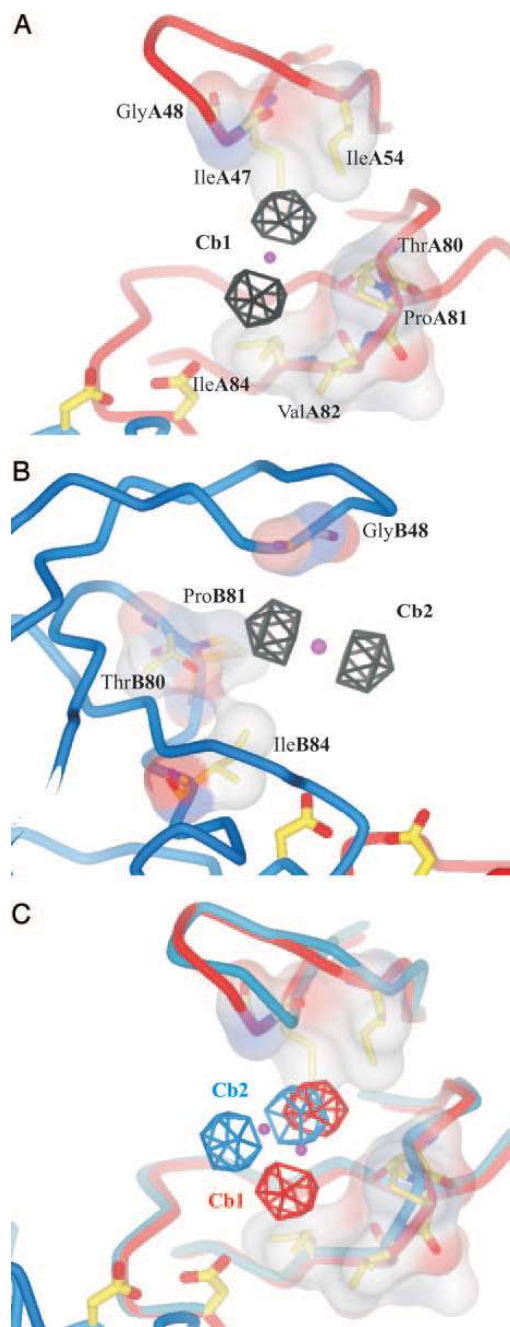 A
GlyA48
IleA54
IleA47
Cb1
ThrA80
ProA81
IleA84
ValA82
B
GlyB48
ProB81
Cb2
ThrB80
IleB84
C
Cb2
Cb1